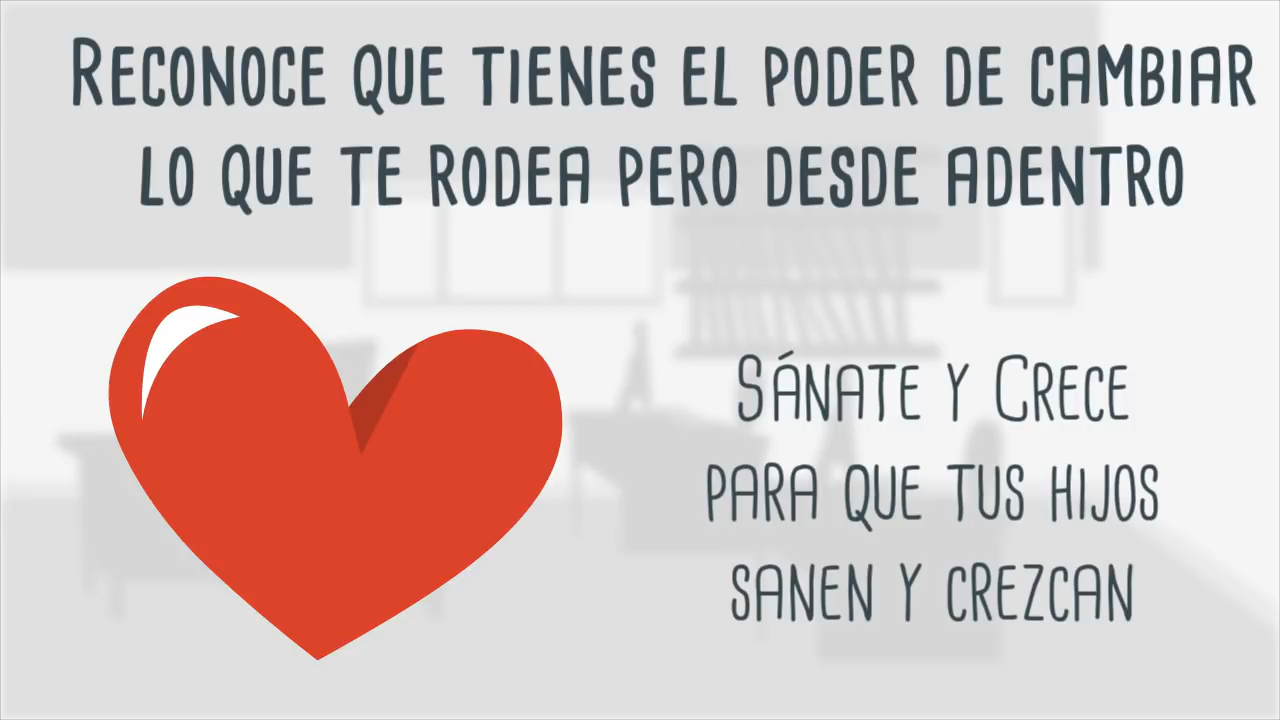 Reconoce que tienes el poder de cambiar
lo que te rodea pero desde adentro
Sánate y Crece
para que tus hijos
sanen y crezcan